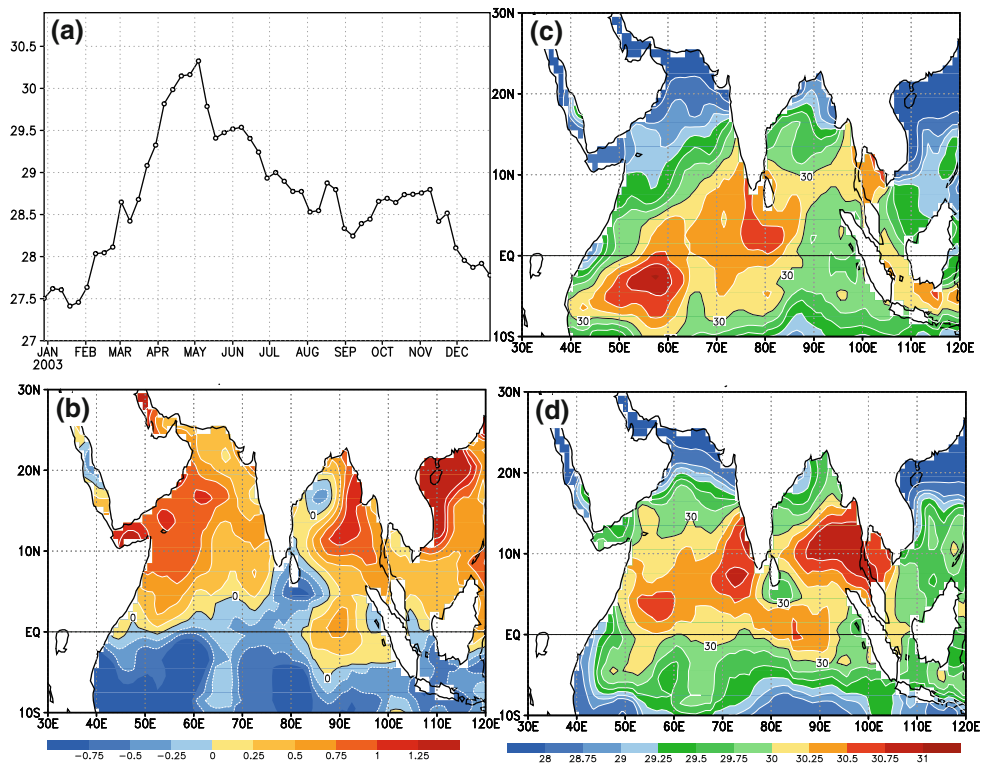 (a)
30.5
30
29.5
29
28.5
28
27.5
27
JAN FEB MAR APR MAY JUN JUL AUG SEP OCT NOV DEC
2003
(c)
30N
20N
10N
EQ
10S
30E 40E 50E 60E 70E 80E 90E 100E 110E 120E
30
30
30
30
(b)
30N
20N
10N
EQ
10S
30E 40E 50E 60E 70E 80E 90E 100E 110E 120E
0
0
0
0
−0.75 −0.5 −0.25 0 0.25 0.5 0.75 1 1.25
(d)
30N
20N
10N
EQ
10S
30E 40E 50E 60E 70E 80E 90E 100E 110E 120E
30
30
30
30
28 28.75 29 29.25 29.5 29.75 30 30.25 30.5 30.75 31